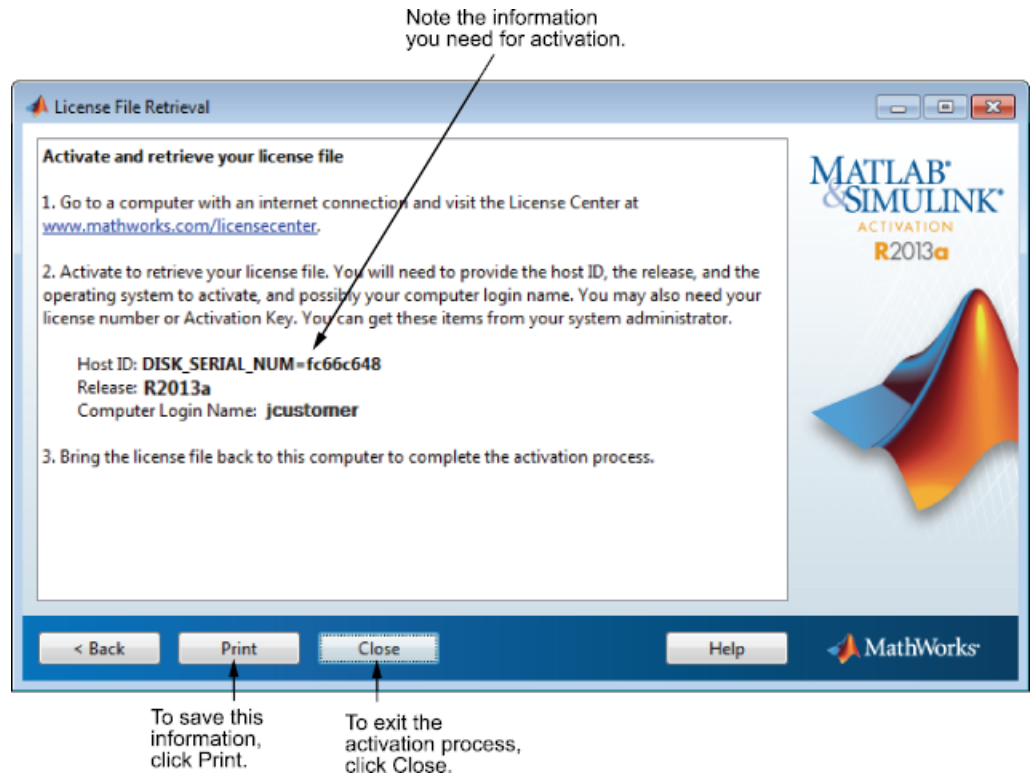 Note the information
you need for activation.
License File Retrieval
Activate and retrieve your license file
1. Go to a computer with an internet connection and visit the License Center at
www.mathworks.com/licensecenter.
2. Activate to retrieve your license file. You will need to provide the host ID, the release, and the
operating system to activate, and possibly your computer login name. You may also need your
license number or Activation Key. You can get these items from your system administrator.
Host ID: DISK_SERIAL_NUM=fc66c648
Release: R2013a
Computer Login Name: jcustomer
3. Bring the license file back to this computer to complete the activation process.
MATLAB®
&SIMULINK®
ACTIVATION
R2013a
< Back
Print
Close
Help
MathWorks®
To save this
information,
click Print.
To exit the
activation process,
click Close.